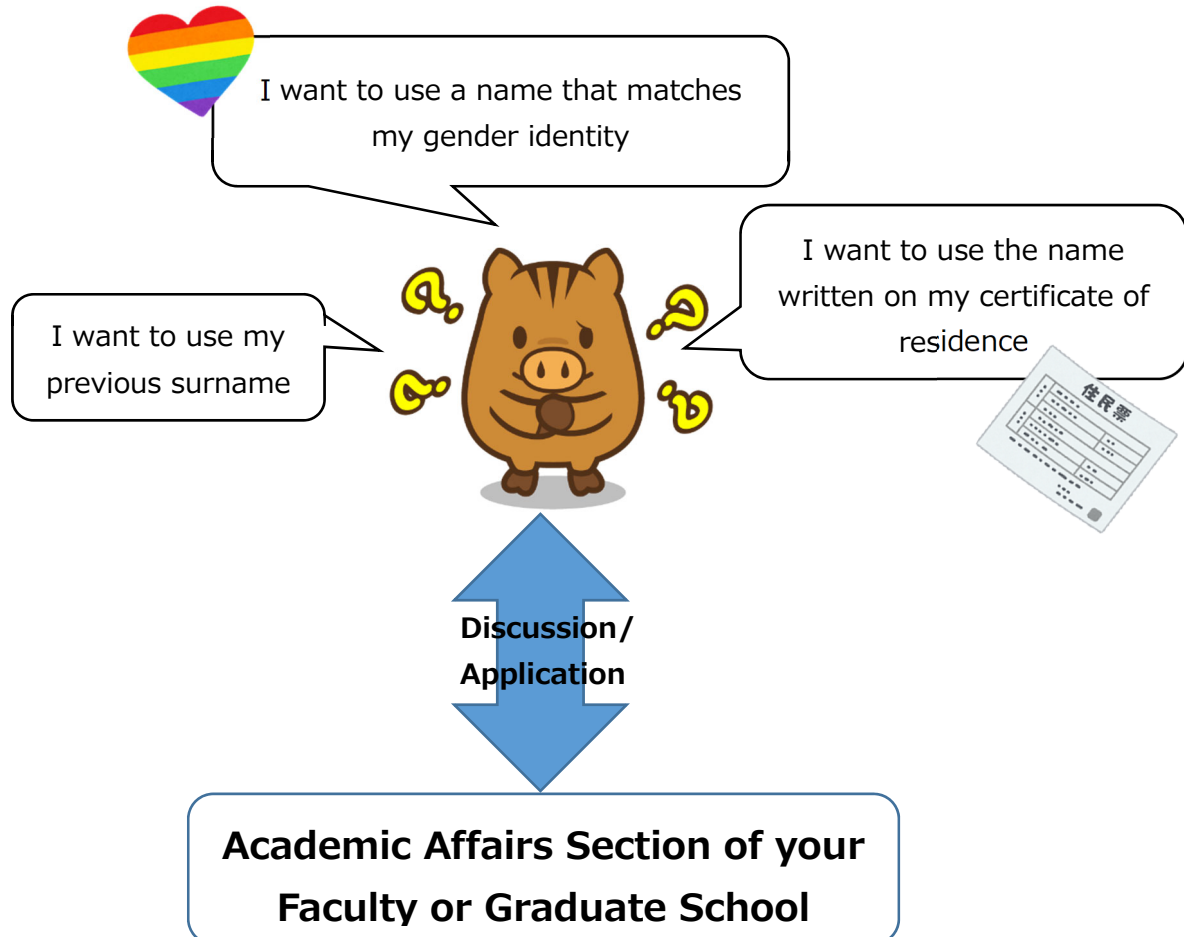 I want to use a name that matches
my gender identity
I want to use the name
written on my certificate of
residence
I want to use my
previous surname
住民票
Discussion/
Application
Academic Affairs Section of your
Faculty or Graduate School